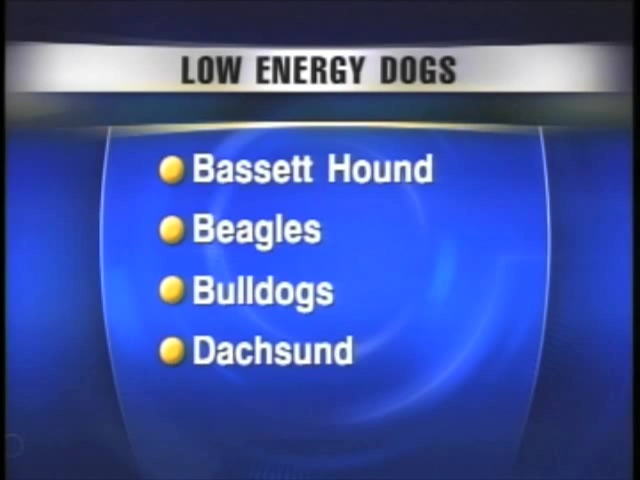 LOW ENERGY DOGS
Bassett Hound
Beagles
Bulldogs
Dachsund